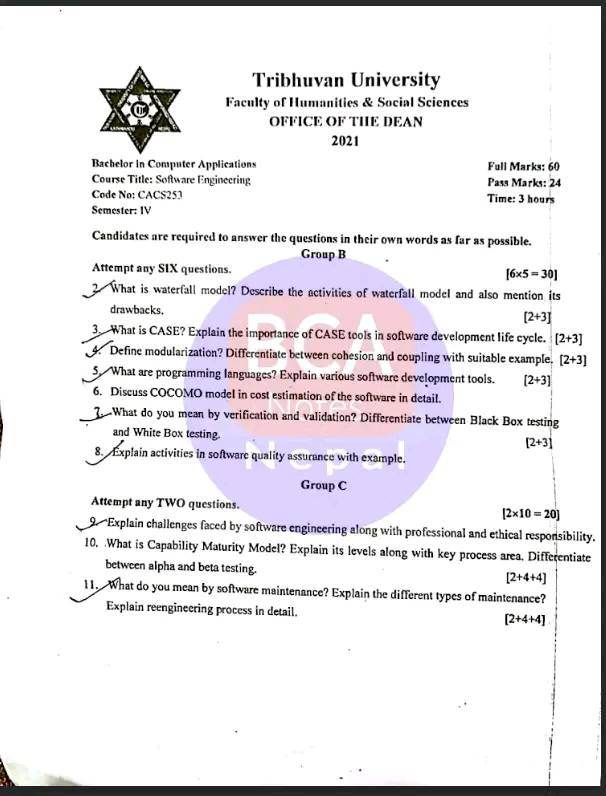 Tribhuvan University
Faculty of Humanities & Social Sciences
OFFICE OF THE DEAN
2021
Bachelor in Computer Applications
Course Title: Software Engineering
Code No: CACS253
Semester: IV
Full Marks: 60
Pass Marks: 24
Time: 3 hours
Candidates are required to answer the questions in their own words as far as possible.
Group B
Attempt any SIX questions. [6x5 = 30]
2. What is waterfall model? Describe the activities of waterfall model and also mention its
drawbacks. [2+3]
3. What is CASE? Explain the importance of CASE tools in software development life cycle. [2+3]
4. Define modularization? Differentiate between cohesion and coupling with suitable example. [2+3]
5. What are programming languages? Explain various software development tools. [2+3]
6. Discuss COCOMO model in cost estimation of the software in detail.
7. What do you mean by verification and validation? Differentiate between Black Box testing
and White Box testing. [2+3]
8. Explain activities in software quality assurance with example.
Group C
Attempt any TWO questions. [2×10 = 20]
9. Explain challenges faced by software engineering along with professional and ethical responsibility.
10. What is Capability Maturity Model? Explain its levels along with key process area. Differentiate
between alpha and beta testing. [2+4+4]
11. What do you mean by software maintenance? Explain the different types of maintenance?
Explain reengineering process in detail. [2+4+4]
BCA
Notes
Nepal